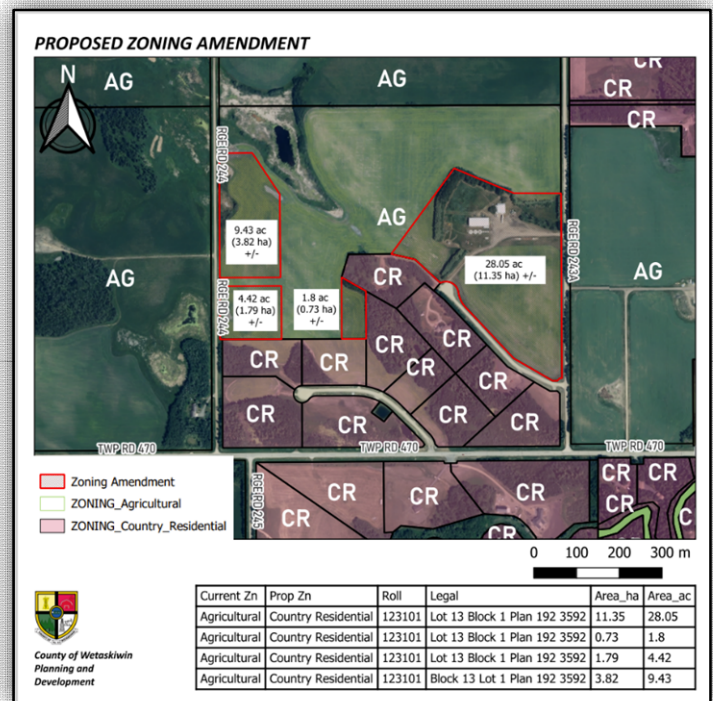 PROPOSED ZONING AMENDMENT
N
AG
AG
CR
CR
CR
RGE RD 244
9.43 ac
(3.82 ha)
+/-
AG
28.05 ac
(11.35 ha) +/-
RGE RD 243A
AG
AG
CR
RGE RD 244
4.42 ac
(1.79 ha)
+/-
1.8 ac
(0.73 ha)
+/-
CR
CR
CR
CR
CR
CR
CR
CR
TWP RD 470
TWP RD 470
Zoning Amendment
ZONING_Agricultural
ZONING_Country_Residential
RGE RD 245
CR
CR
CR
CR
CR
CR
CR
CR
CR
C
0 100 200 300 m
County of Wetaskiwin
Planning and
Development
Current Zn Prop Zn Roll Legal Area_ha Area_ac
Agricultural Country Residential 123101 Lot 13 Block 1 Plan 192 3592 11.35 28.05
Agricultural Country Residential 123101 Lot 13 Block 1 Plan 192 3592 0.73 1.8
Agricultural Country Residential 123101 Lot 13 Block 1 Plan 192 3592 1.79 4.42
Agricultural Country Residential 123101 Block 13 Lot 1 Plan 192 3592 3.82 9.43